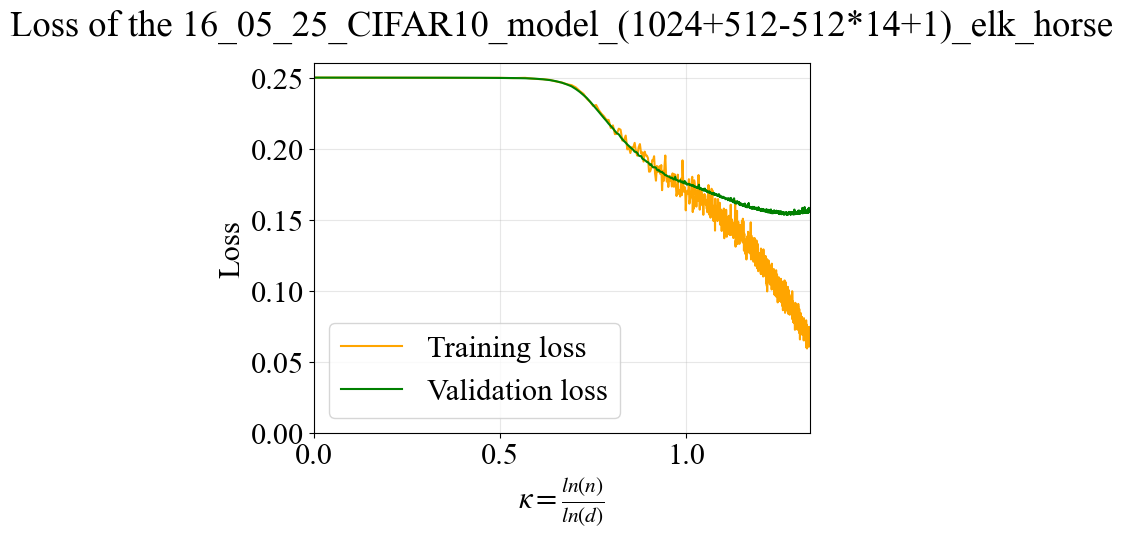 Loss of the 16_05_25_CIFAR10_model_(1024+512-512*14+1)_elk_horse
0.25
0.20
0.15
0.10
0.05
0.00
Loss
Training loss
Validation loss
0.0 0.5 1.0
κ = ln(n)/ln(d)